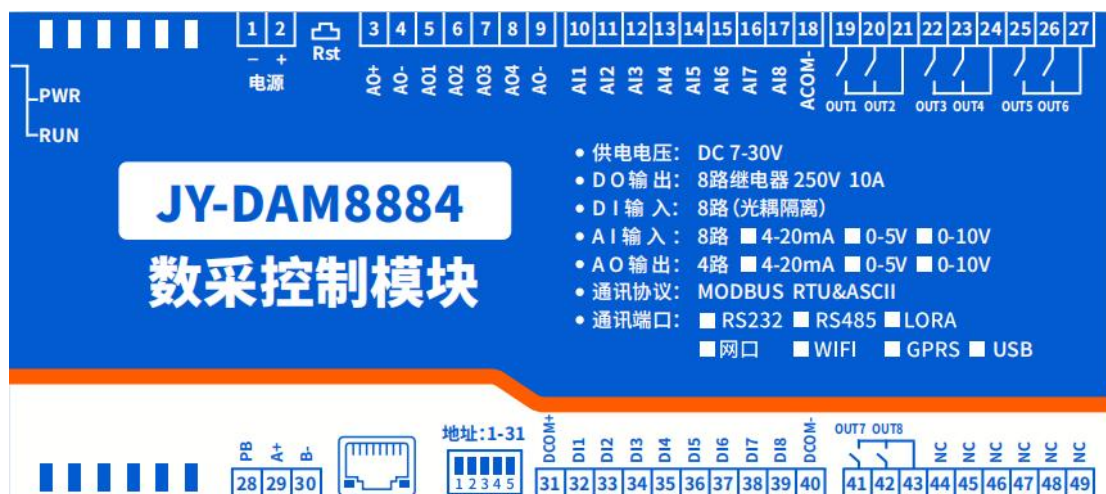 1 2 3 4 5 6 7 8 9 10 11 12 13 14 15 16 17 18 19 20 21 22 23 24 25 26 27
- +
电源
Rst
AO+ AO- AO1 AO2 AO3 AO4 AO- AI1 AI2 AI3 AI4 AI5 AI6 AI7 AI8 ACOM-
OUT1 OUT2 OUT3 OUT4 OUT5 OUT6
PWR
RUN
JY-DAM8884
数采控制模块
• 供电电压： DC 7-30V
• DO输出： 8路继电器 250V 10A
• DI输入： 8路（光耦隔离）
• AI输入： 8路 ■4-20mA ■0-5V ■0-10V
• AO输出： 4路 ■4-20mA ■0-5V ■0-10V
• 通讯协议： MODBUS RTU&ASCII
• 通讯端口： ■RS232 ■RS485 ■LORA
■网口 ■WIFI ■GPRS ■USB
地址:1-31
OUT7 OUT8
PB A+ B- DCOM+ DI1 DI2 DI3 DI4 DI5 DI6 DI7 DI8 DCOM- NC NC NC NC NC NC
1 2 3 4 5
28 29 30 31 32 33 34 35 36 37 38 39 40 41 42 43 44 45 46 47 48 49